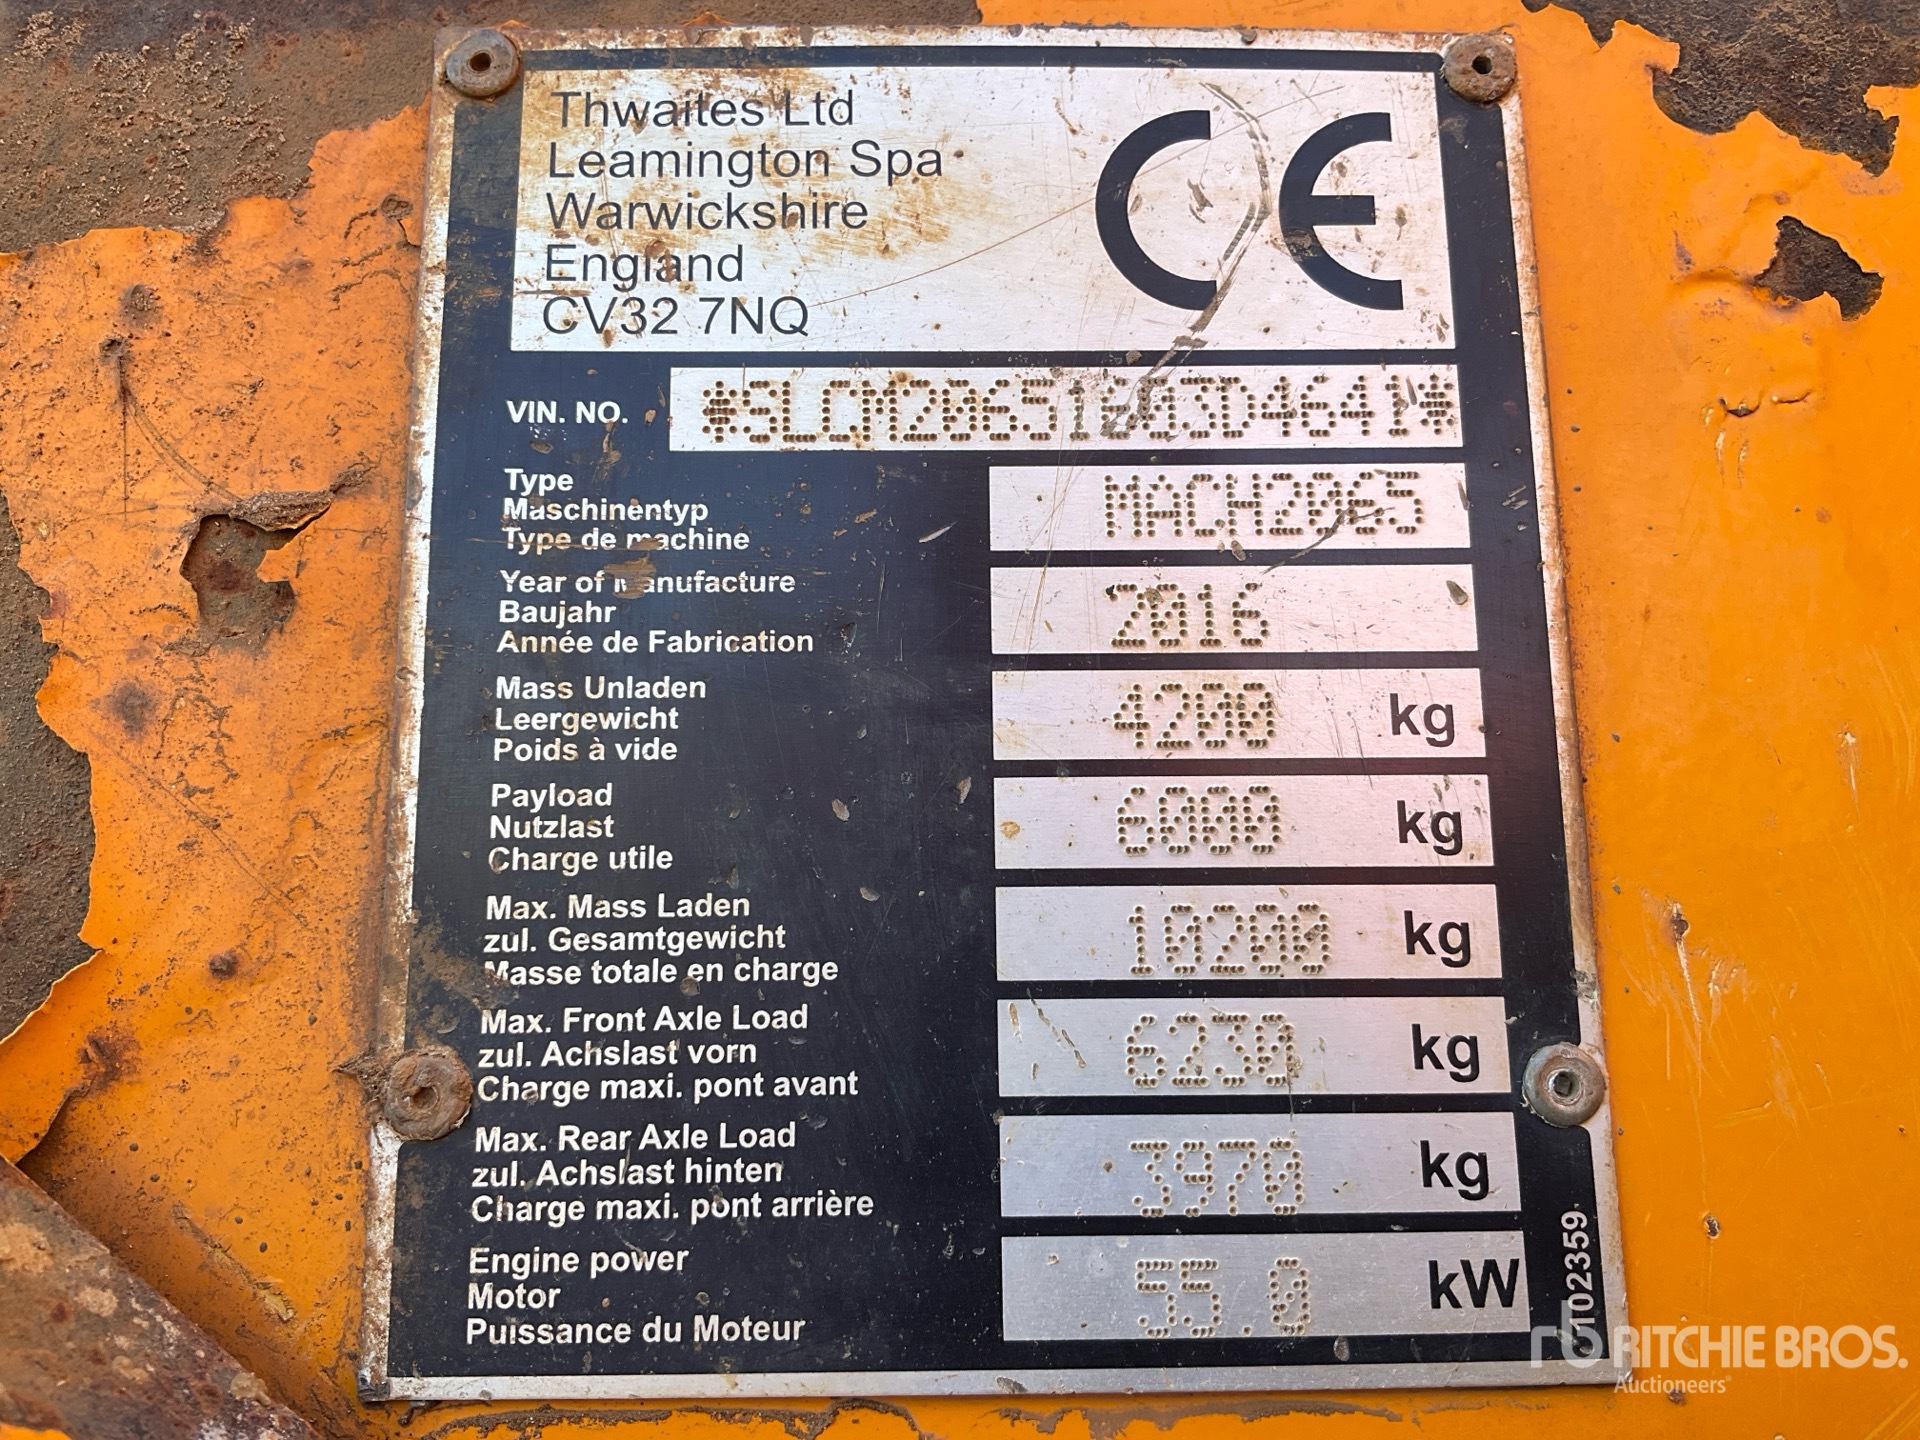 Thwaites Ltd
Leamington Spa
Warwickshire
England
CV32 7NQ
CE
VIN. NO. *SLCM20651603D4641*
Type
Maschinentyp
Type de machine
MACH2065
Year of Manufacture
Baujahr
Année de Fabrication
2016
Mass Unladen
Leergewicht
Poids à vide
4200 kg
Payload
Nutzlast
Charge utile
6000 kg
Max. Mass Laden
zul. Gesamtgewicht
Masse totale en charge
10200 kg
Max. Front Axle Load
zul. Achslast vorn
Charge maxi. pont avant
6230 kg
Max. Rear Axle Load
zul. Achslast hinten
Charge maxi. pont arrière
3970 kg
Engine power
Motor
Puissance du Moteur
55.0 kW
102359
rb RITCHIE BROS.
Auctioneers